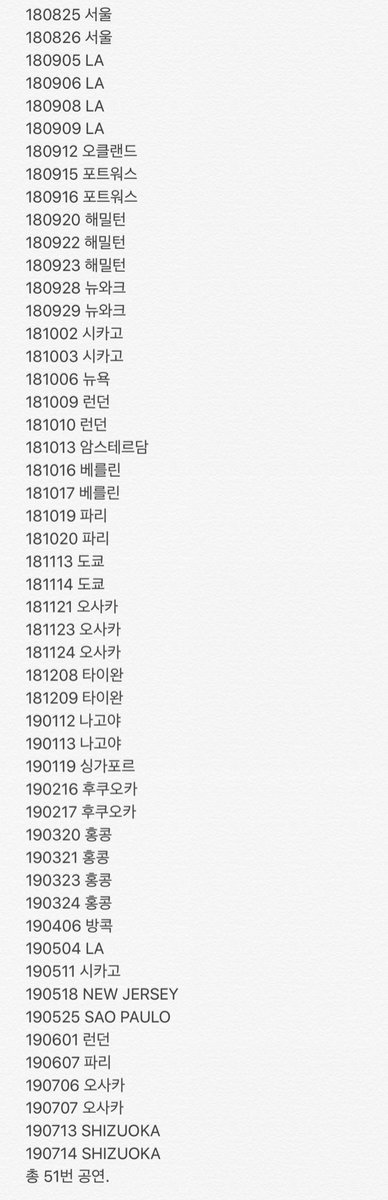 180825 서울
180826 서울
180905 LA
180906 LA
180908 LA
180909 LA
180912 오클랜드
180915 포트워스
180916 포트워스
180920 해밀턴
180922 해밀턴
180923 해밀턴
180928 뉴와크
180929 뉴와크
181002 시카고
181003 시카고
181006 뉴욕
181009 런던
181010 런던
181013 암스테르담
181016 베를린
181017 베를린
181019 파리
181020 파리
181113 도쿄
181114 도쿄
181121 오사카
181123 오사카
181124 오사카
181208 타이완
181209 타이완
190112 나고야
190113 나고야
190119 싱가포르
190216 후쿠오카
190217 후쿠오카
190320 홍콩
190321 홍콩
190323 홍콩
190324 홍콩
190406 방콕
190504 LA
190511 시카고
190518 NEW JERSEY
190525 SAO PAULO
190601 런던
190607 파리
190706 오사카
190707 오사카
190713 SHIZUOKA
190714 SHIZUOKA
총 51번 공연.